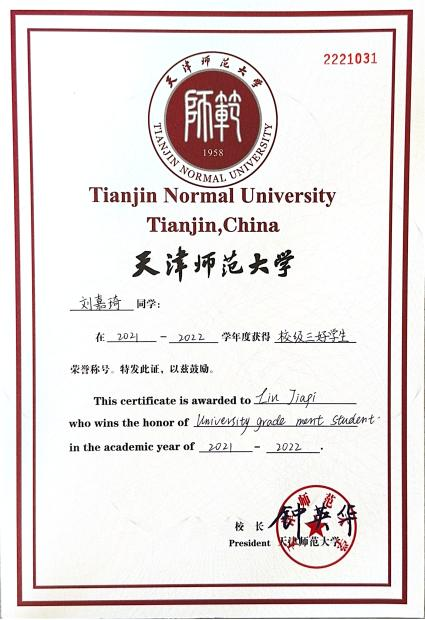 2221031
天津师范大学
師範
1958
TIANJIN NORMAL UNIVERSITY
Tianjin Normal University
Tianjin,China
天津师范大学
刘嘉琦 同学：
在 2021 - 2022 学年度获得 校级三好学生
荣誉称号。特发此证，以兹鼓励。
This certificate is awarded to Liu Jiaqi
who wins the honor of University grade merit student.
in the academic year of 2021 - 2022 .
校 长 钟英华
President 天津师范大学